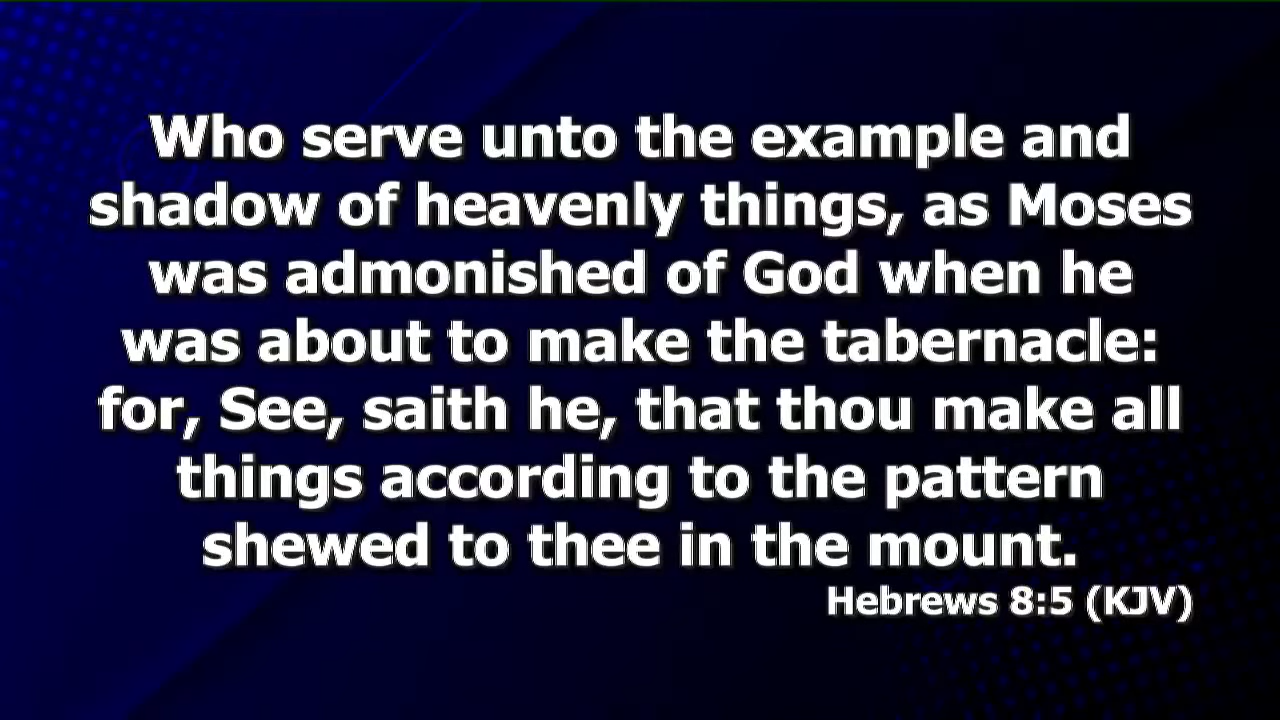 Who serve unto the example and
shadow of heavenly things, as Moses
was admonished of God when he
was about to make the tabernacle:
for, See, saith he, that thou make all
things according to the pattern
shewed to thee in the mount.
Hebrews 8:5 (KJV)